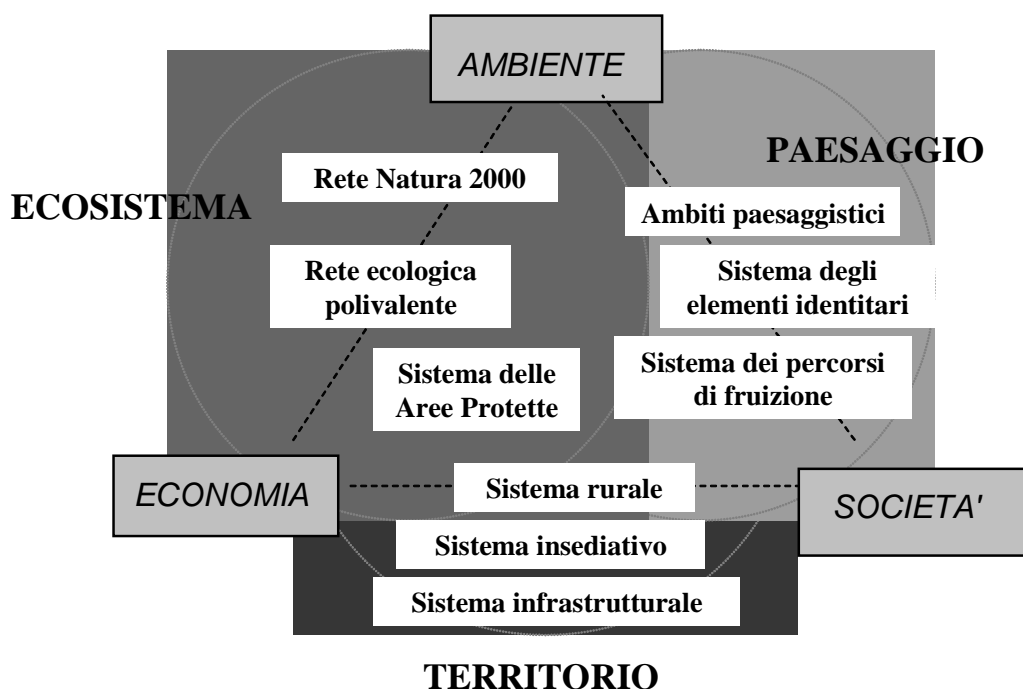 AMBIENTE
PAESAGGIO
Rete Natura 2000
ECOSISTEMA
Ambiti paesaggistici
Rete ecologica
polivalente
Sistema degli
elementi identitari
Sistema delle
Aree Protette
Sistema dei percorsi
di fruizione
ECONOMIA
Sistema rurale
SOCIETA'
Sistema insediativo
Sistema infrastrutturale
TERRITORIO